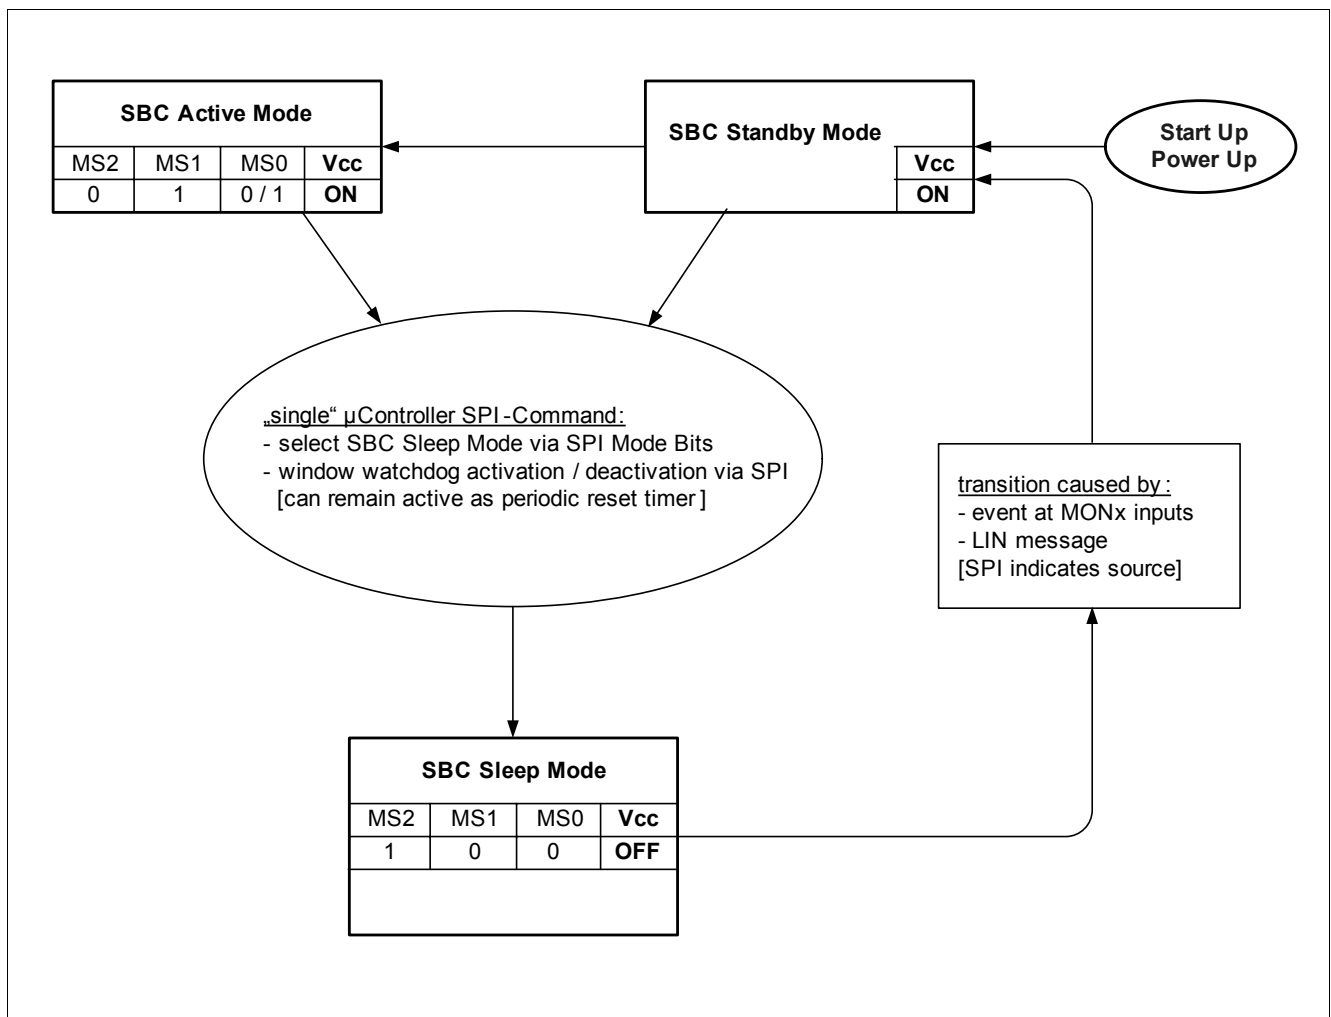 SBC Active Mode
MS2 MS1 MS0 Vcc
0 1 0 / 1 ON
SBC Standby Mode
Vcc
ON
Start Up
Power Up
„single“ µController SPI-Command:
- select SBC Sleep Mode via SPI Mode Bits
- window watchdog activation / deactivation via SPI
[can remain active as periodic reset timer]
transition caused by:
- event at MONx inputs
- LIN message
[SPI indicates source]
SBC Sleep Mode
MS2 MS1 MS0 Vcc
1 0 0 OFF